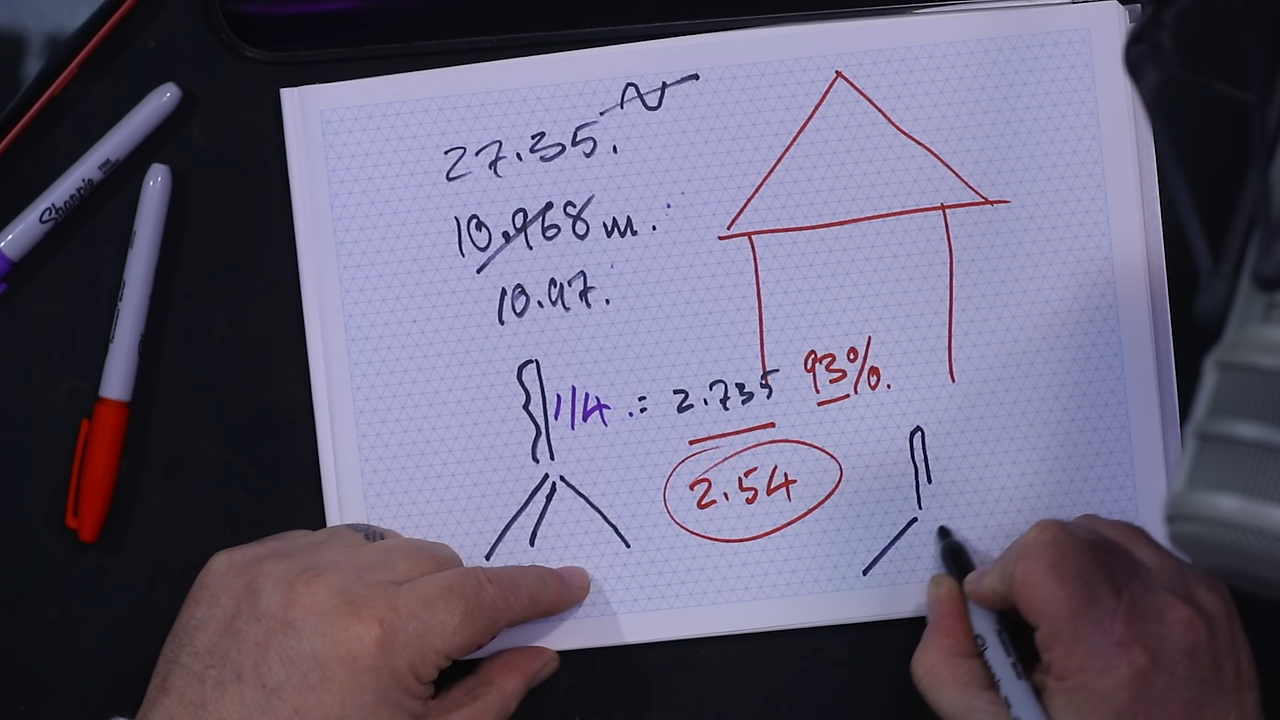 27.35.
10.968 m.
10.97.
1/4 .= 2.735 93%.
2.54
Sharpie